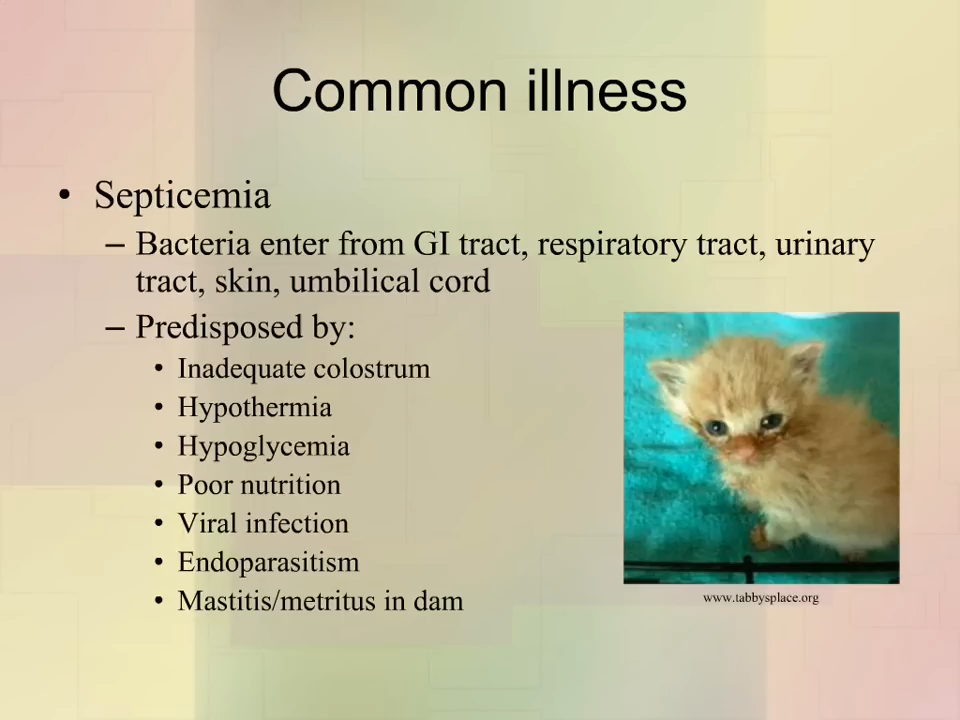 Common illness
• Septicemia
– Bacteria enter from GI tract, respiratory tract, urinary
tract, skin, umbilical cord
– Predisposed by:
• Inadequate colostrum
• Hypothermia
• Hypoglycemia
• Poor nutrition
• Viral infection
• Endoparasitism
• Mastitis/metritus in dam
www.tabbysplace.org